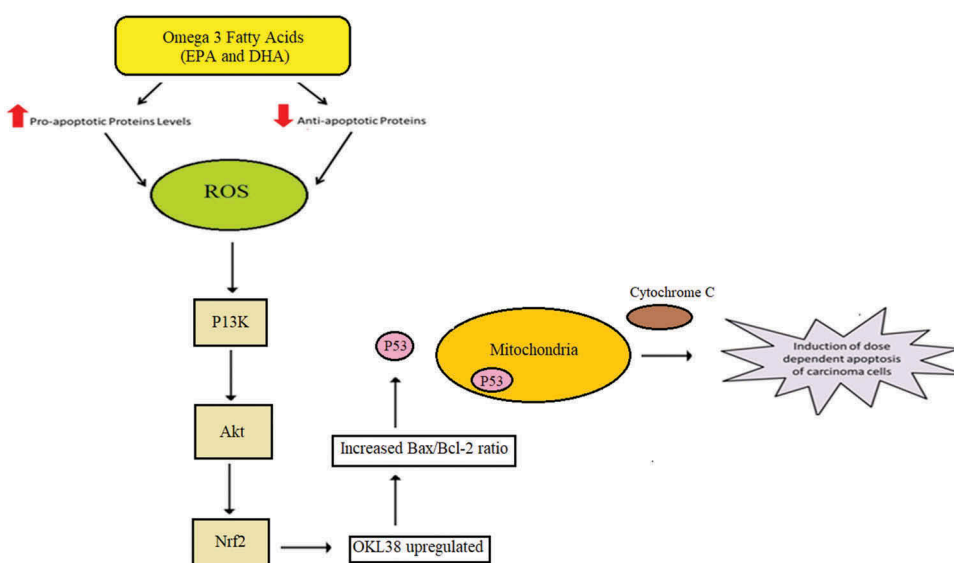 Omega 3 Fatty Acids
(EPA and DHA)
Pro-apoptotic Proteins Levels
Anti-apoptotic Proteins
ROS
P13K
Akt
Nrf2
OKL38 upregulated
Increased Bax/Bcl-2 ratio
P53
Mitochondria
P53
Cytochrome C
Induction of dose
dependent apoptosis
of carcinoma cells